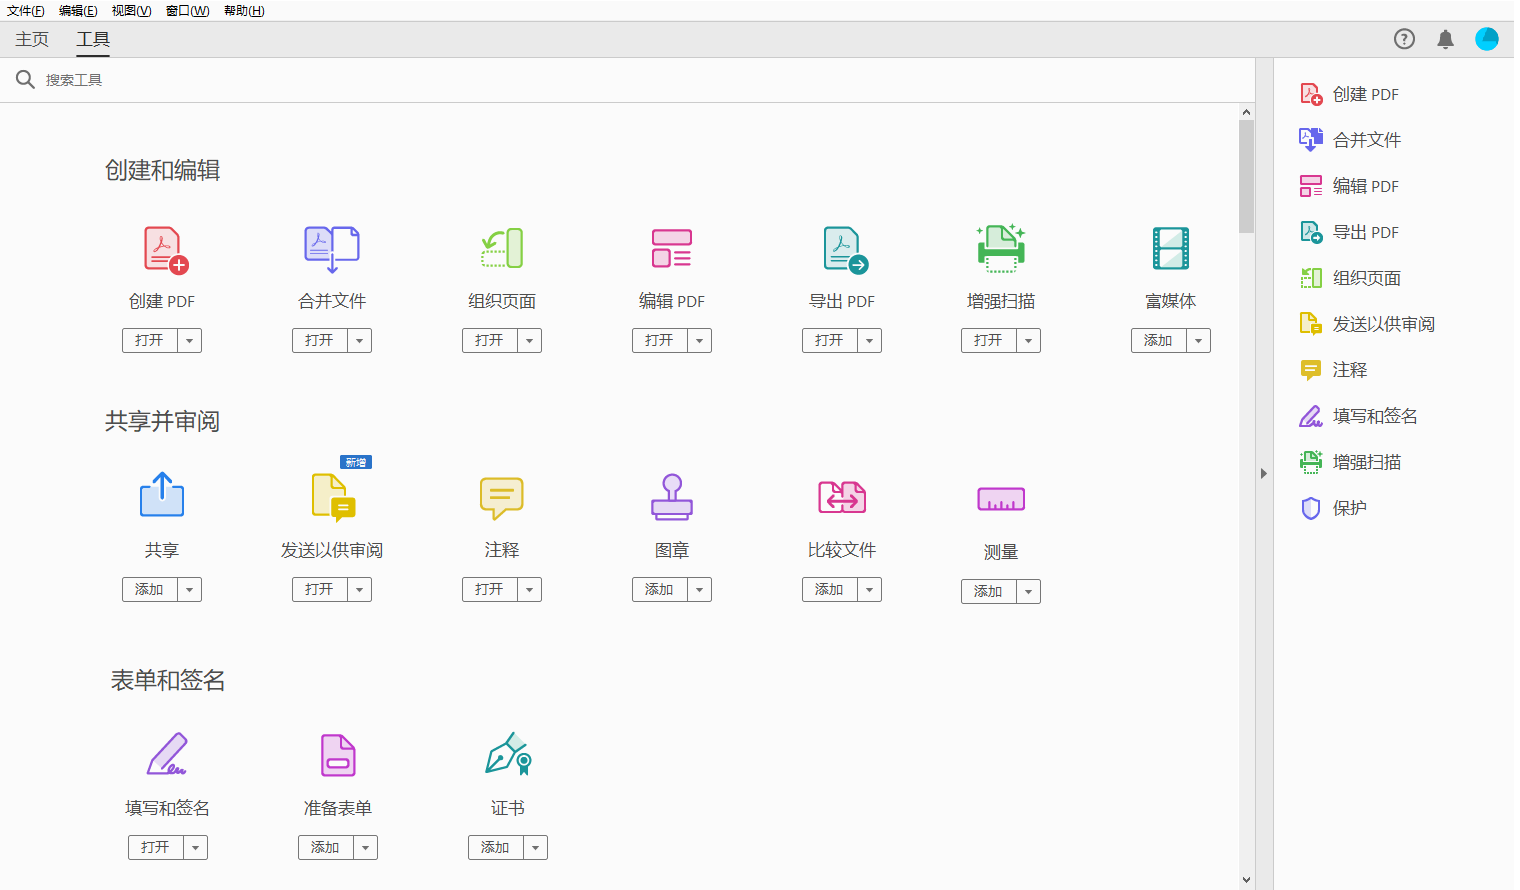 文件(F) 编辑(E) 视图(V) 窗口(W) 帮助(H)
主页 工具
搜索工具
创建和编辑
创建 PDF 合并文件 组织页面 编辑 PDF 导出 PDF 增强扫描 富媒体
打开 打开 打开 打开 打开 打开 添加
共享并审阅
新增
共享 发送以供审阅 注释 图章 比较文件 测量
添加 打开 打开 添加 添加 添加
表单和签名
填写和签名 准备表单 证书
打开 添加 添加
创建 PDF
合并文件
编辑 PDF
导出 PDF
组织页面
发送以供审阅
注释
填写和签名
增强扫描
保护